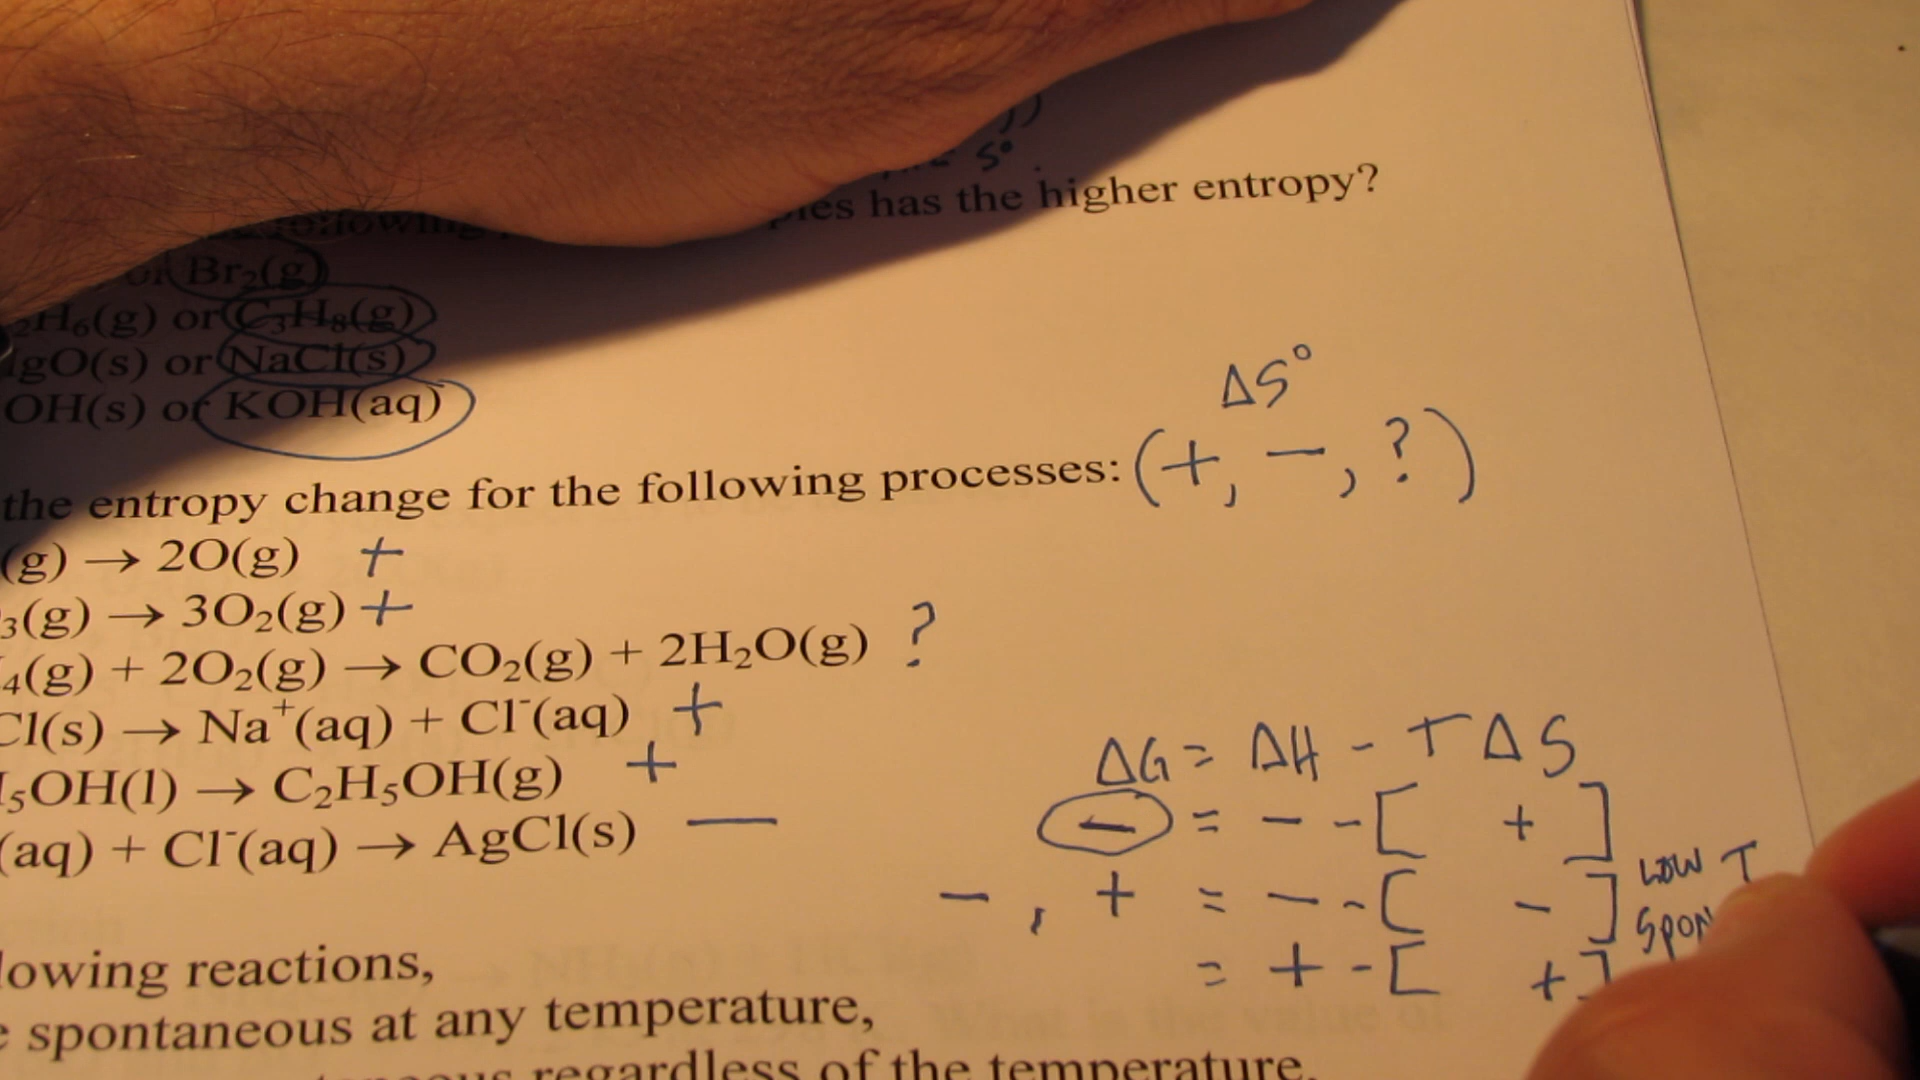 S°
has the higher entropy?
Br₂(g)
₂H₆(g) or C₃H₈(g)
gO(s) or NaCl(s)
OH(s) or KOH(aq)
ΔS°
the entropy change for the following processes: (+, −, ?)
(g) → 2O(g) +
₃(g) → 3O₂(g) +
₄(g) + 2O₂(g) → CO₂(g) + 2H₂O(g) ?
Cl(s) → Na⁺(aq) + Cl⁻(aq) +
₅OH(l) → C₂H₅OH(g) +
(aq) + Cl⁻(aq) → AgCl(s) −
ΔG = ΔH - TΔS
− = − - [ + ]
−, + = − - [ − ] LOW T
SPON
= + - [ + ]
lowing reactions,
e spontaneous at any temperature,
regardless of the temperature.